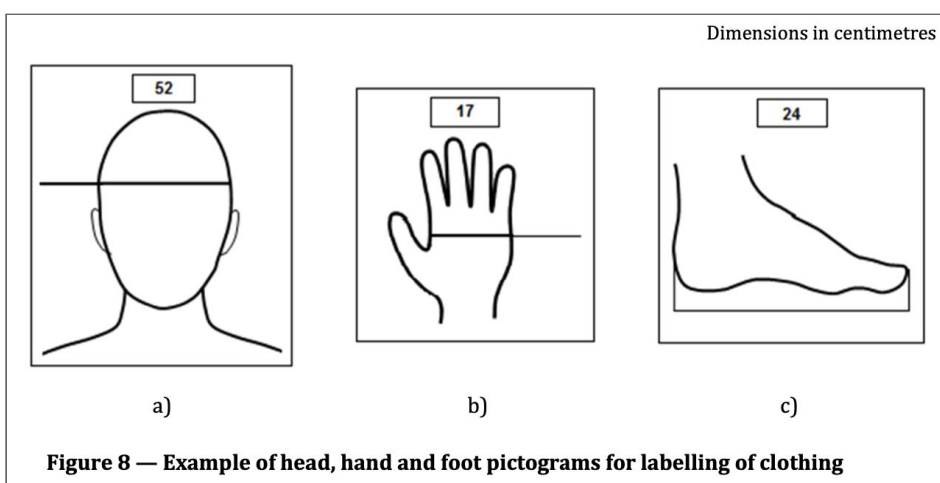 Dimensions in centimetres
52
17
24
a)
b)
c)
Figure 8 — Example of head, hand and foot pictograms for labelling of clothing